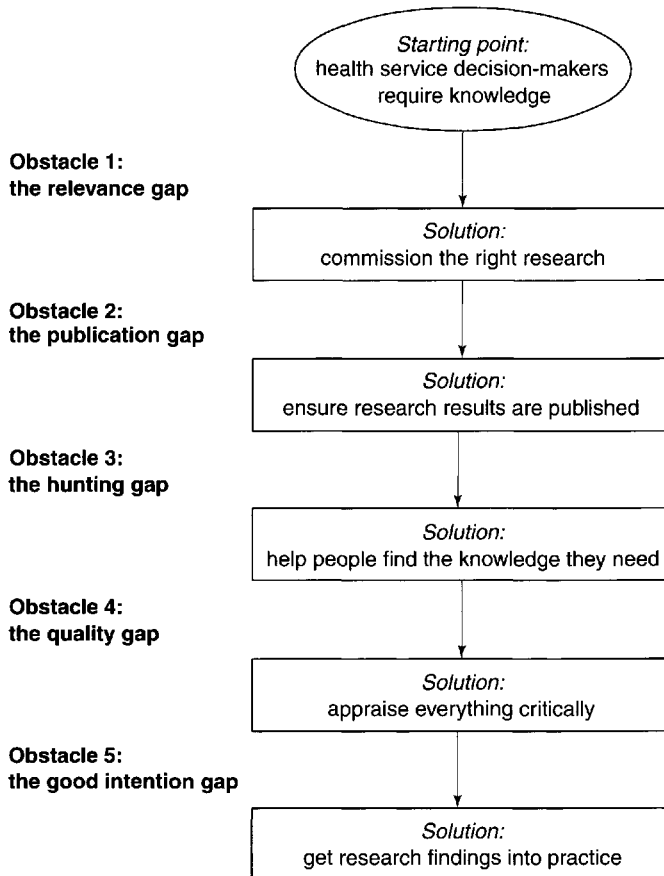 Starting point:
health service decision-makers
require knowledge
Obstacle 1:
the relevance gap
Solution:
commission the right research
Obstacle 2:
the publication gap
Solution:
ensure research results are published
Obstacle 3:
the hunting gap
Solution:
help people find the knowledge they need
Obstacle 4:
the quality gap
Solution:
appraise everything critically
Obstacle 5:
the good intention gap
Solution:
get research findings into practice